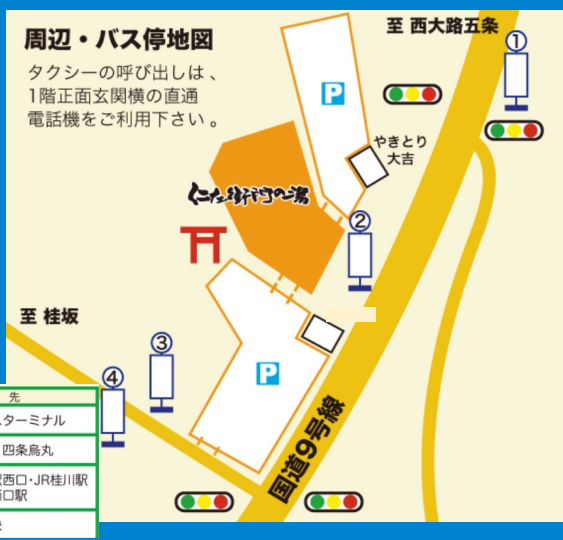 周辺・バス停地図
タクシーの呼び出しは、
1階正面玄関横の直通
電話機をご利用下さい。
至 西大路五条
①
P
やきとり
大吉
仁左衛門の湯
②
至 桂坂
③
④
P
国道9号線
先
ターミナル
四条烏丸
西口・JR桂川駅
口駅